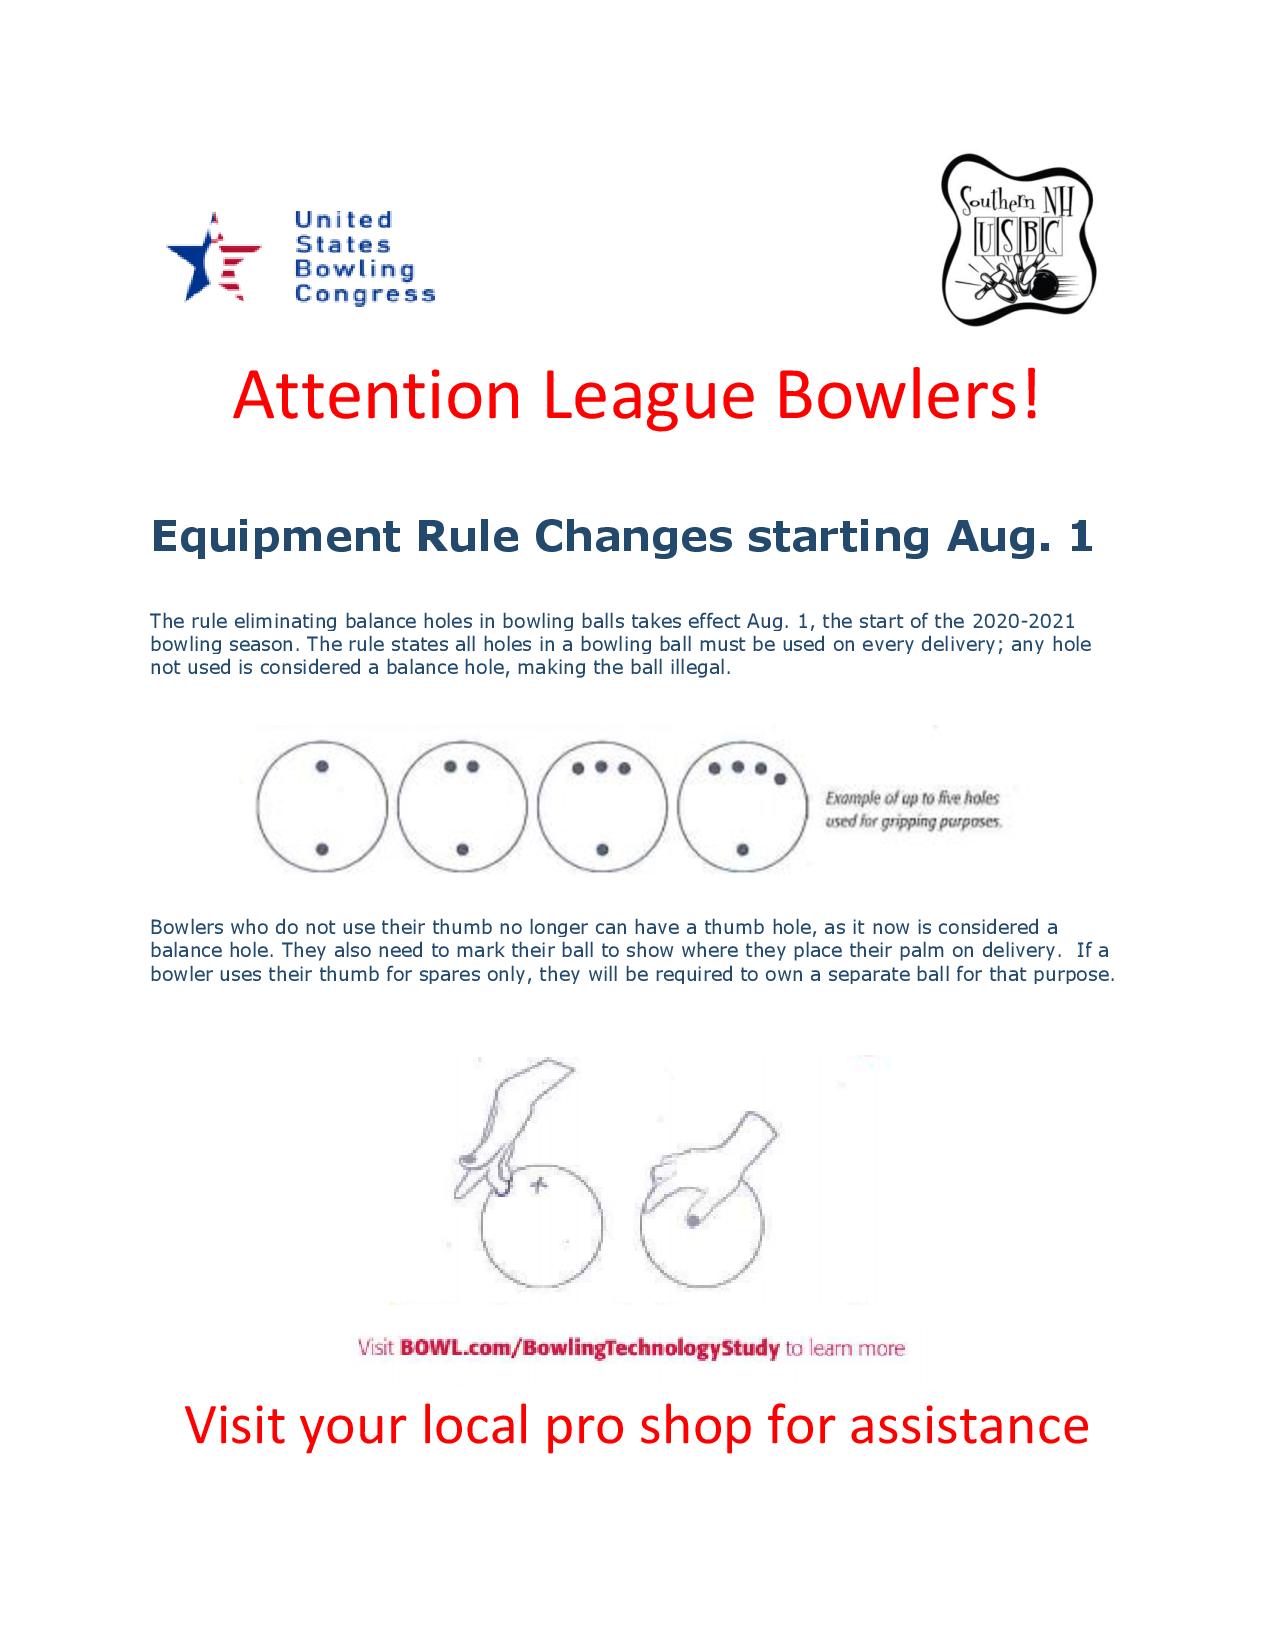 United
States
Bowling
Congress
Southern NH
USBC
Attention League Bowlers!
Equipment Rule Changes starting Aug. 1
The rule eliminating balance holes in bowling balls takes effect Aug. 1, the start of the 2020-2021
bowling season. The rule states all holes in a bowling ball must be used on every delivery; any hole
not used is considered a balance hole, making the ball illegal.
Example of up to five holes
used for gripping purposes.
Bowlers who do not use their thumb no longer can have a thumb hole, as it now is considered a
balance hole. They also need to mark their ball to show where they place their palm on delivery.  If a
bowler uses their thumb for spares only, they will be required to own a separate ball for that purpose.
Visit BOWL.com/BowlingTechnologyStudy to learn more
Visit your local pro shop for assistance